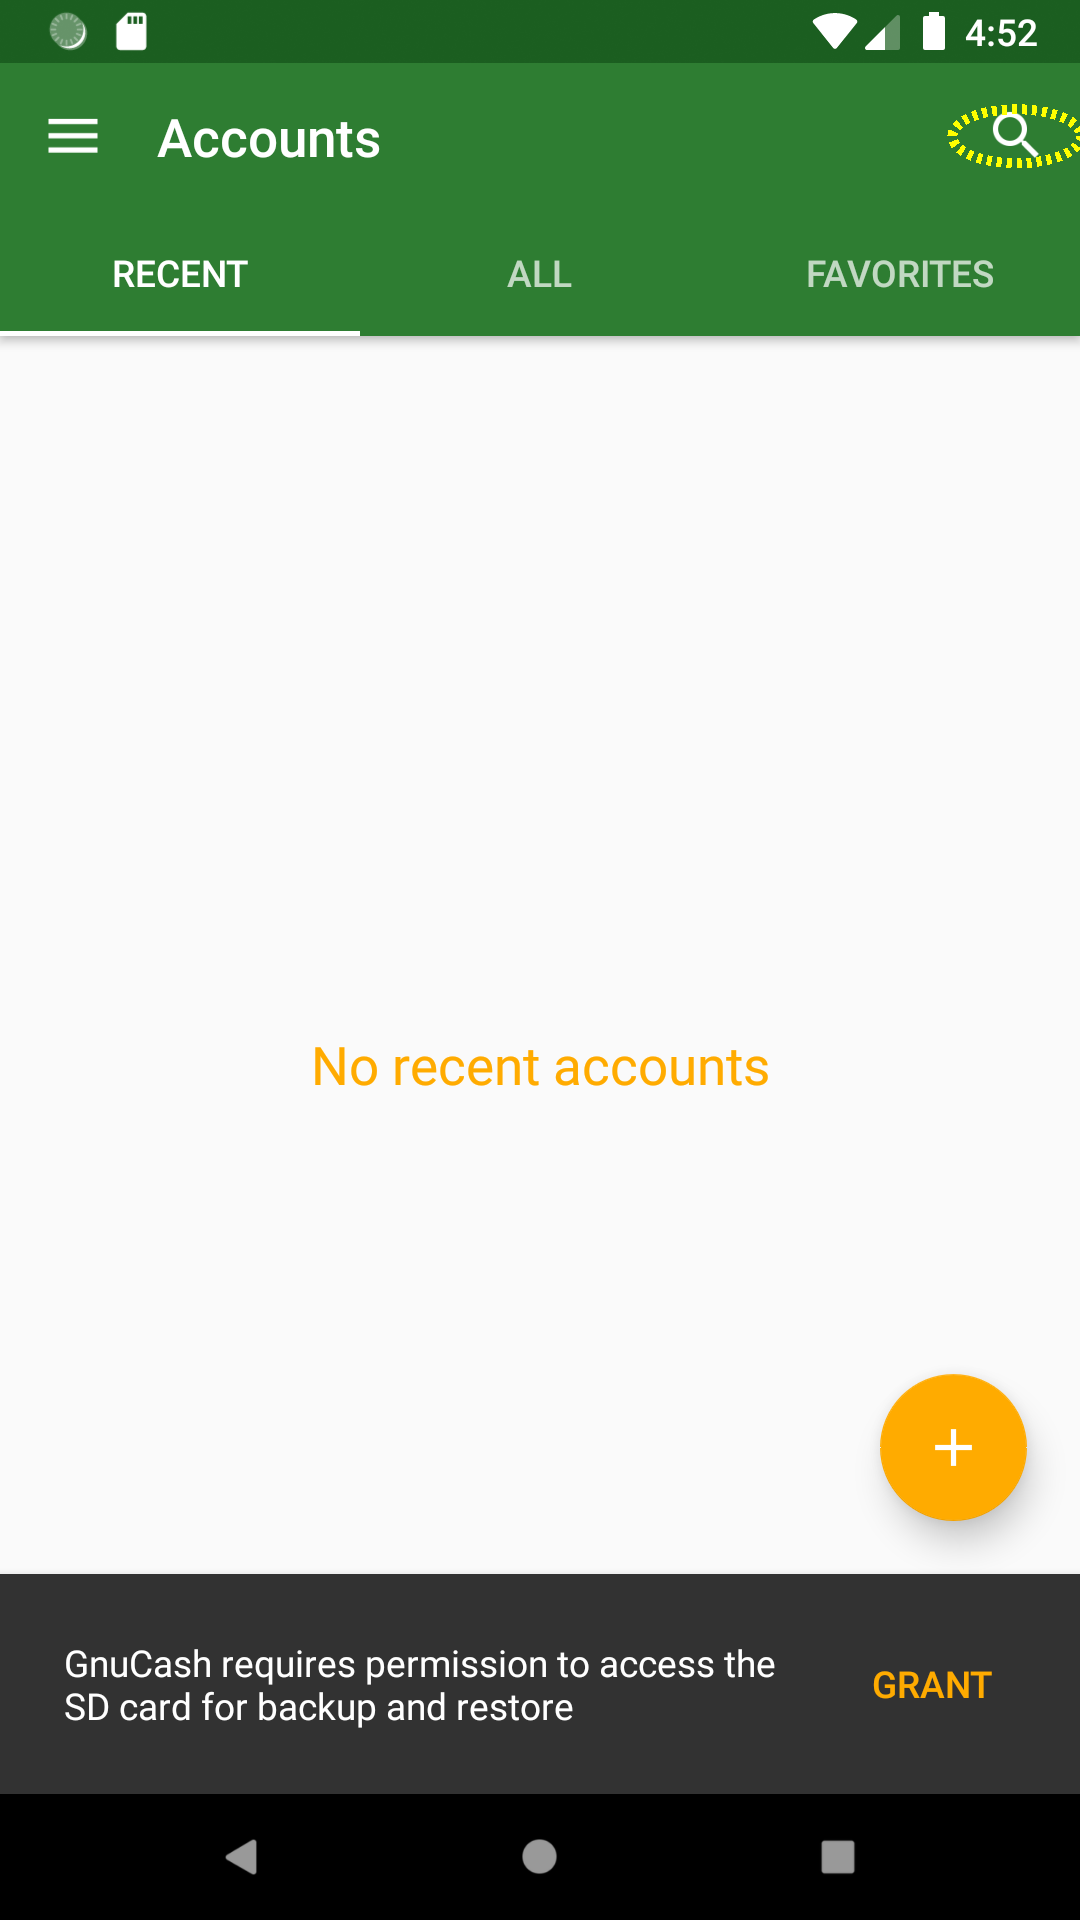 4:52
Accounts
RECENT
ALL
FAVORITES
No recent accounts
GnuCash requires permission to access the
SD card for backup and restore
GRANT